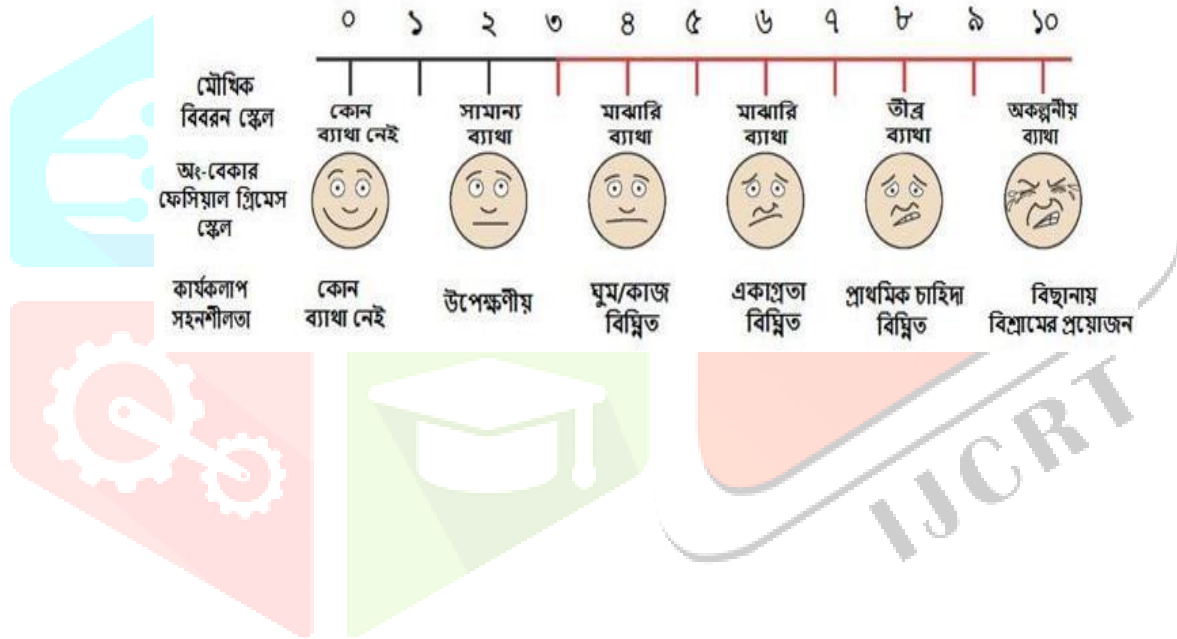 ০ ১ ২ ৩ ৪ ৫ ৬ ৭ ৮ ৯ ১০
মৌখিক
বিবরন স্কেল
কোন
ব্যাথা নেই
সামান্য
ব্যাথা
মাঝারি
ব্যাথা
মাঝারি
ব্যাথা
তীব্র
ব্যাথা
অকল্পনীয়
ব্যাথা
অং-বেকার
ফেসিয়াল গ্রিমেস
স্কেল
কার্যকলাপ
সহনশীলতা
কোন
ব্যাথা নেই
উপেক্ষণীয়
ঘুম/কাজ
বিঘ্নিত
একাগ্রতা
বিঘ্নিত
প্রাথমিক চাহিদা
বিঘ্নিত
বিছানায়
বিশ্রামের প্রয়োজন
IJCRT